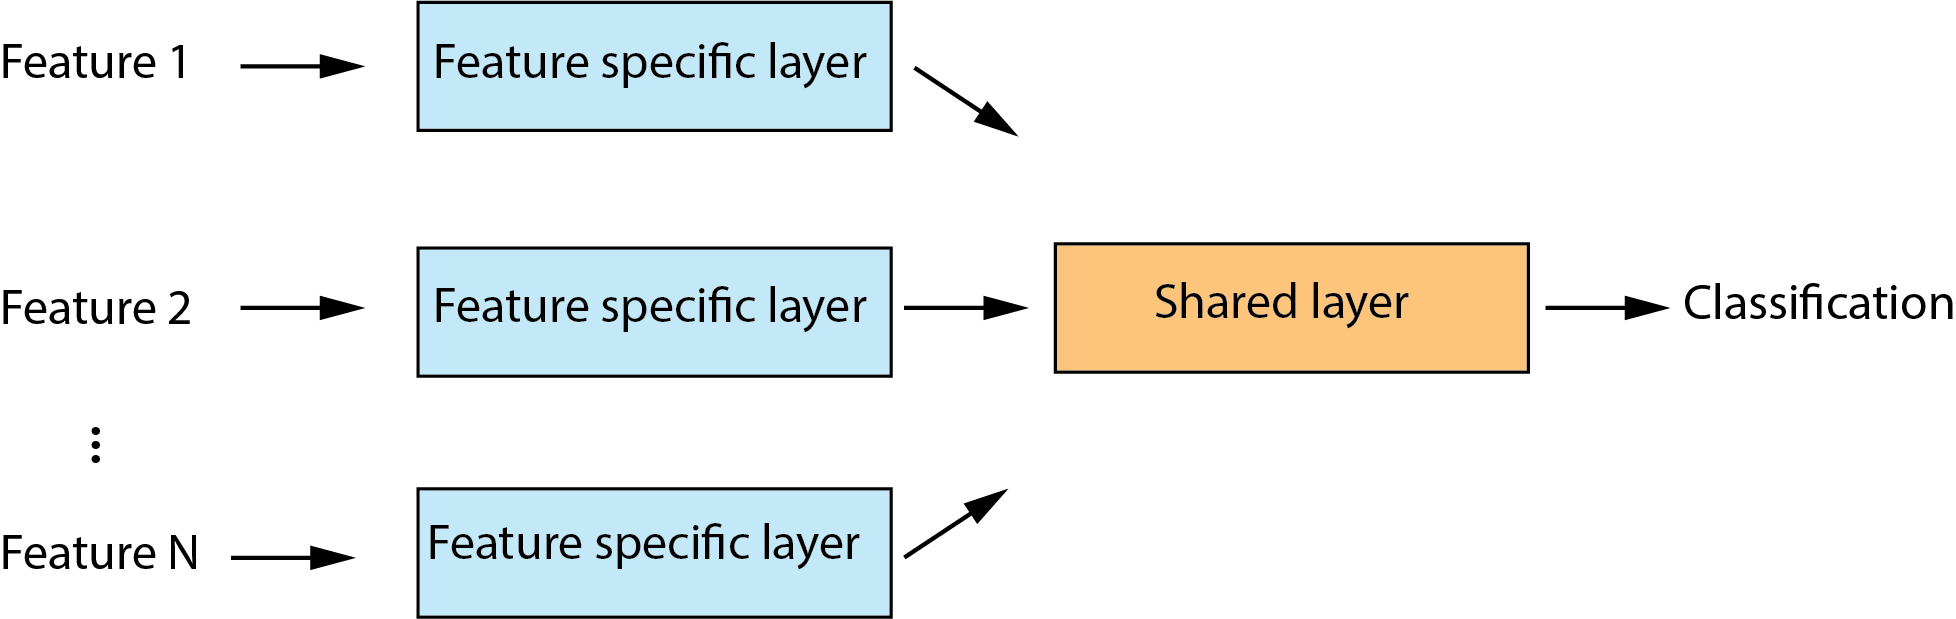 Feature 1
Feature specific layer
Feature 2
Feature specific layer
Shared layer
Classification
Feature N
Feature specific layer